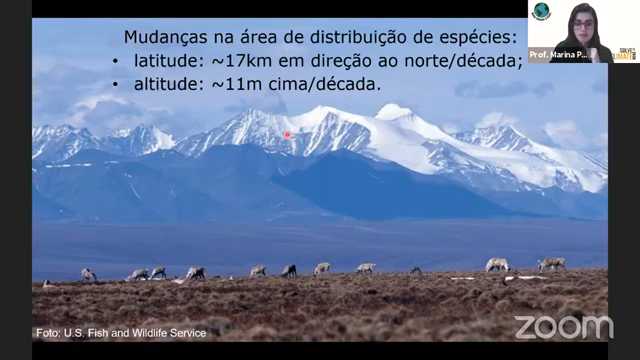 Mudanças na área de distribuição de espécies:
• latitude: ~17km em direção ao norte/década;
• altitude: ~11m cima/década.
Prof. Marina P...
Foto: U.S. Fish and Wildlife Service
zoom